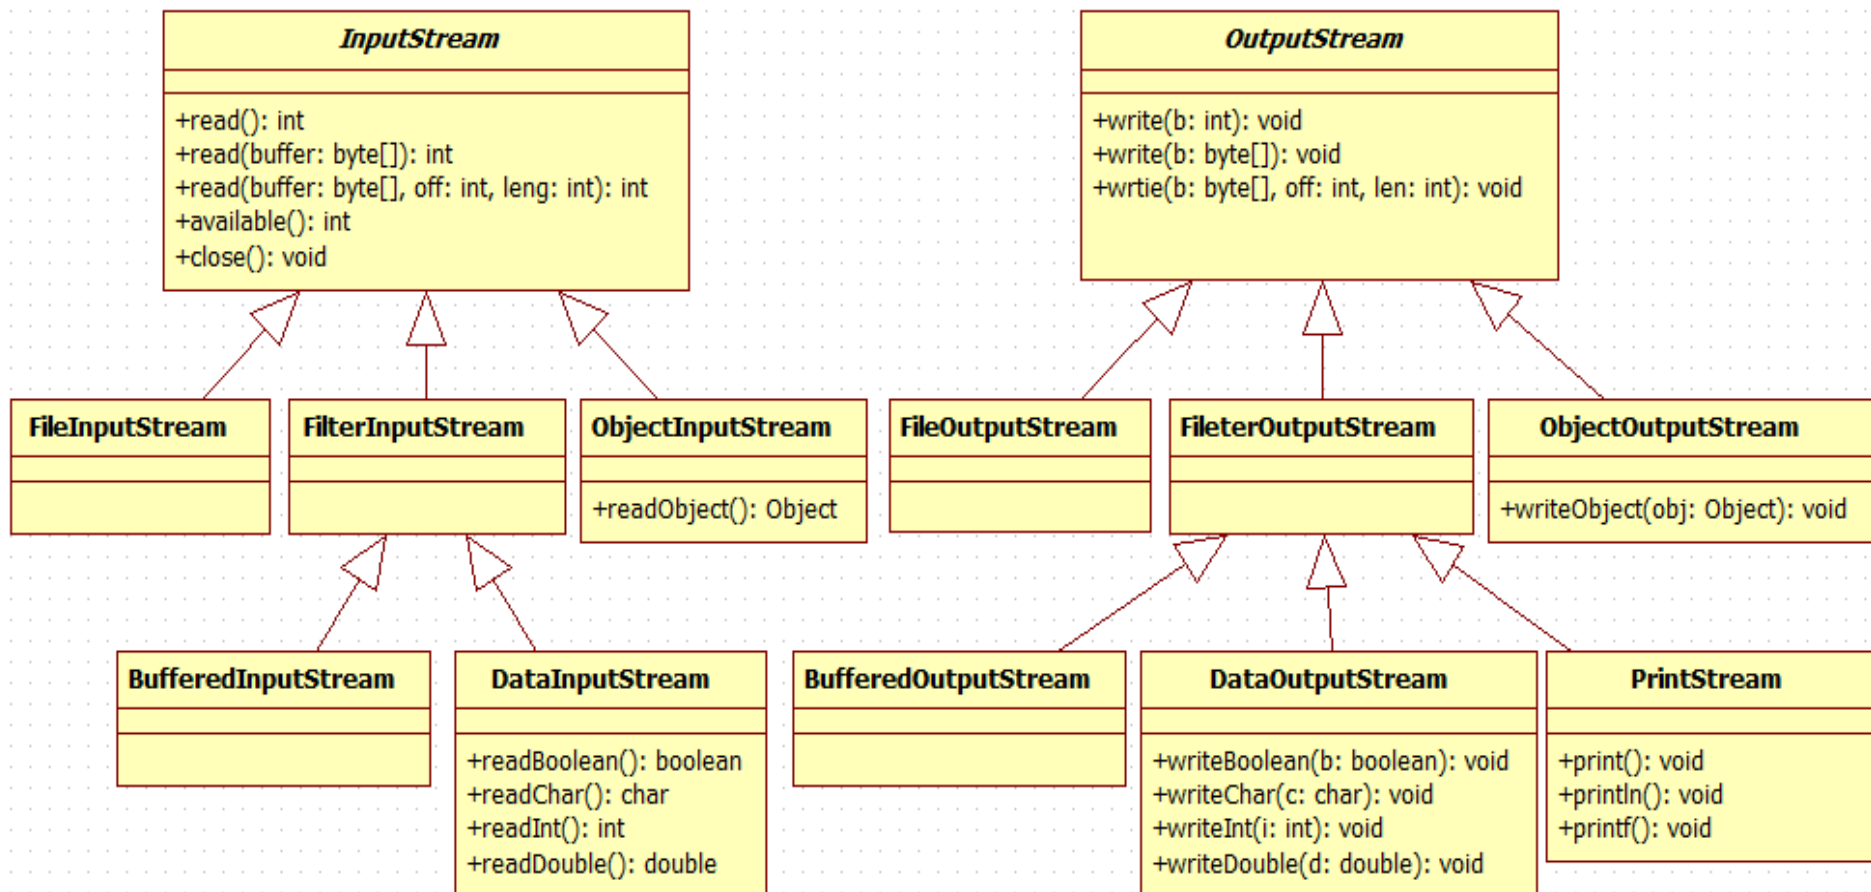 InputStream
+read(): int
+read(buffer: byte[]): int
+read(buffer: byte[], off: int, leng: int): int
+available(): int
+close(): void
OutputStream
+write(b: int): void
+write(b: byte[]): void
+wrtie(b: byte[], off: int, len: int): void
FileInputStream
FilterInputStream
ObjectInputStream
+readObject(): Object
FileOutputStream
FileterOutputStream
ObjectOutputStream
+writeObject(obj: Object): void
BufferedInputStream
DataInputStream
+readBoolean(): boolean
+readChar(): char
+readInt(): int
+readDouble(): double
BufferedOutputStream
DataOutputStream
+writeBoolean(b: boolean): void
+writeChar(c: char): void
+writeInt(i: int): void
+writeDouble(d: double): void
PrintStream
+print(): void
+println(): void
+printf(): void